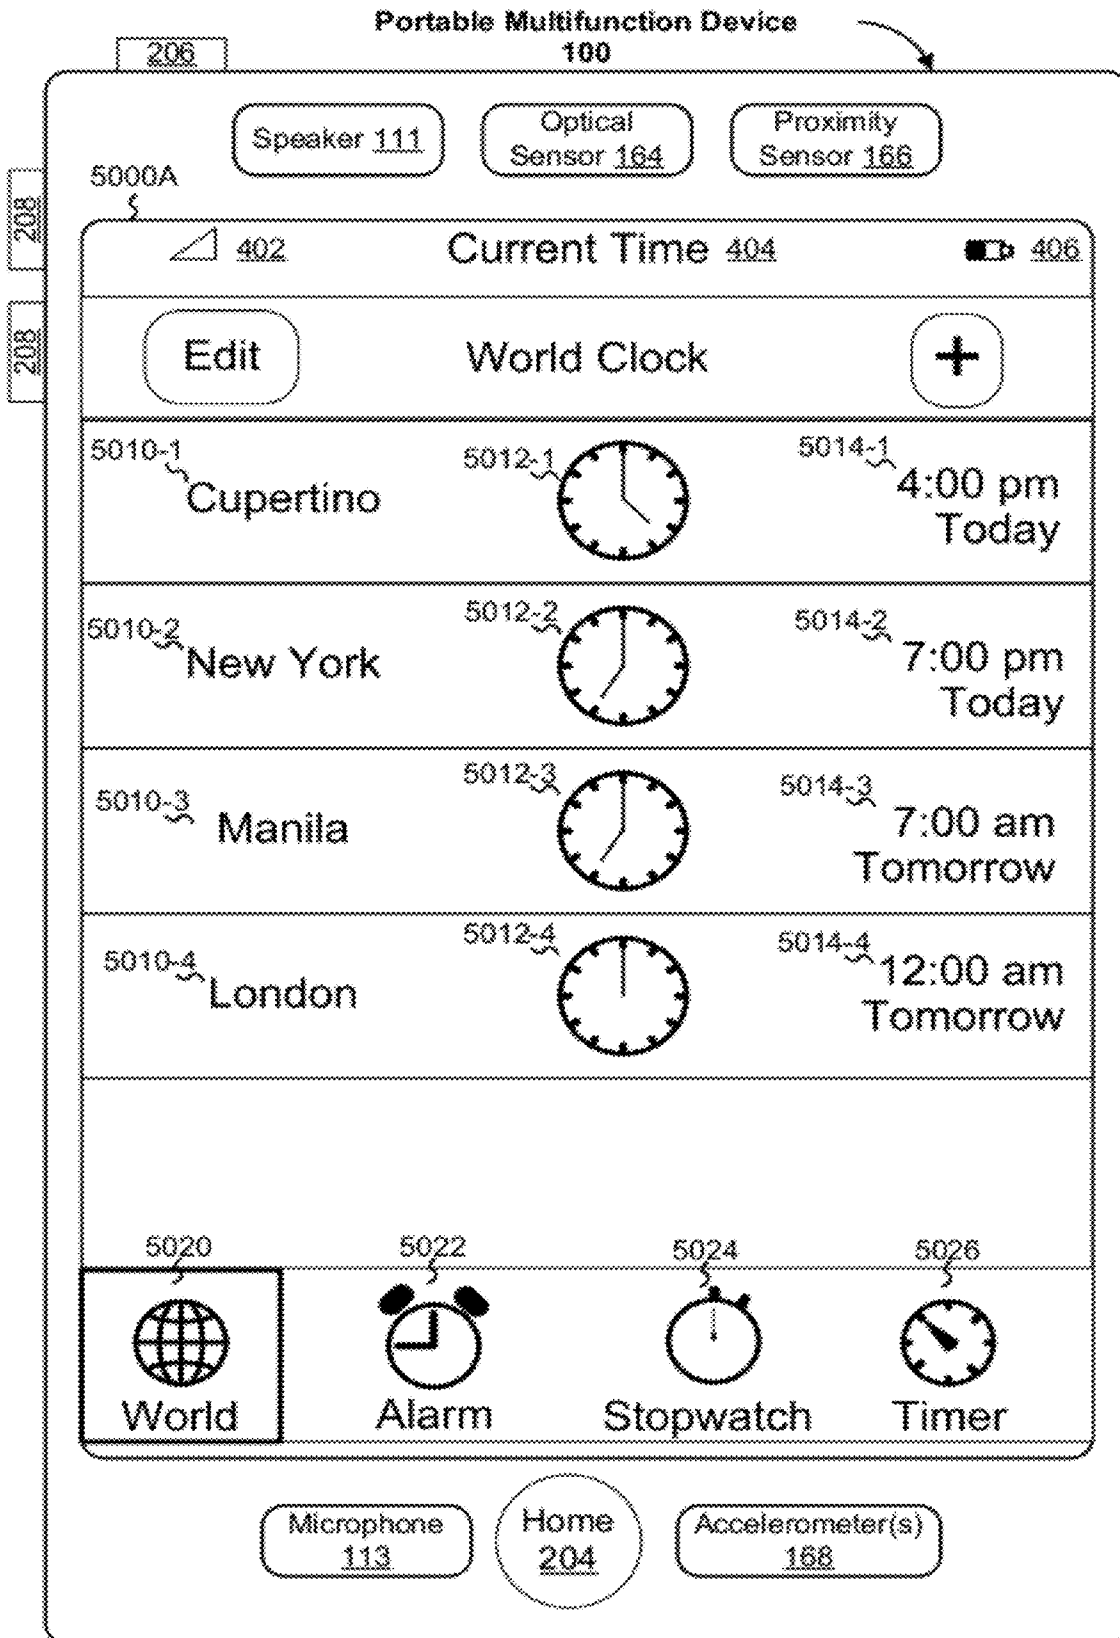 Portable Multifunction Device
100
206
Speaker 111
Optical
Sensor 164
Proximity
Sensor 166
5000A
208
208
402
Current Time 404
406
Edit
World Clock
+
5010-1
Cupertino
5012-1
5014-1
4:00 pm
Today
5010-2
New York
5012-2
5014-2
7:00 pm
Today
5010-3
Manila
5012-3
5014-3
7:00 am
Tomorrow
5010-4
London
5012-4
5014-4
12:00 am
Tomorrow
5020
World
5022
Alarm
5024
Stopwatch
5026
Timer
Microphone
113
Home
204
Accelerometer(s)
168